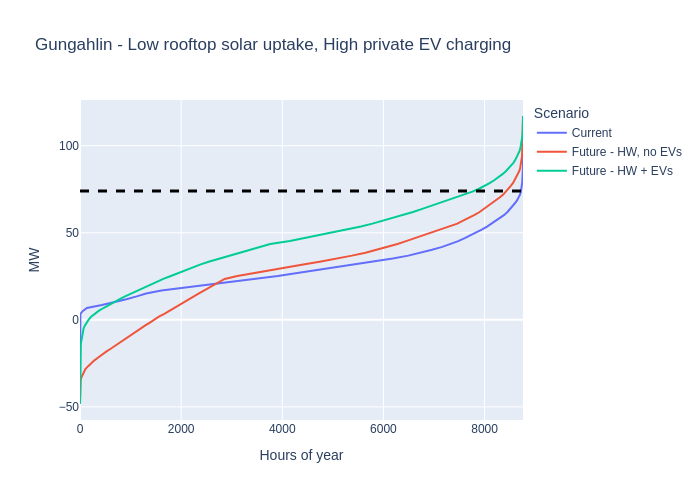 Gungahlin - Low rooftop solar uptake, High private EV charging
Scenario
Current
Future - HW, no EVs
Future - HW + EVs
MW
100
50
0
−50
0
2000
4000
6000
8000
Hours of year